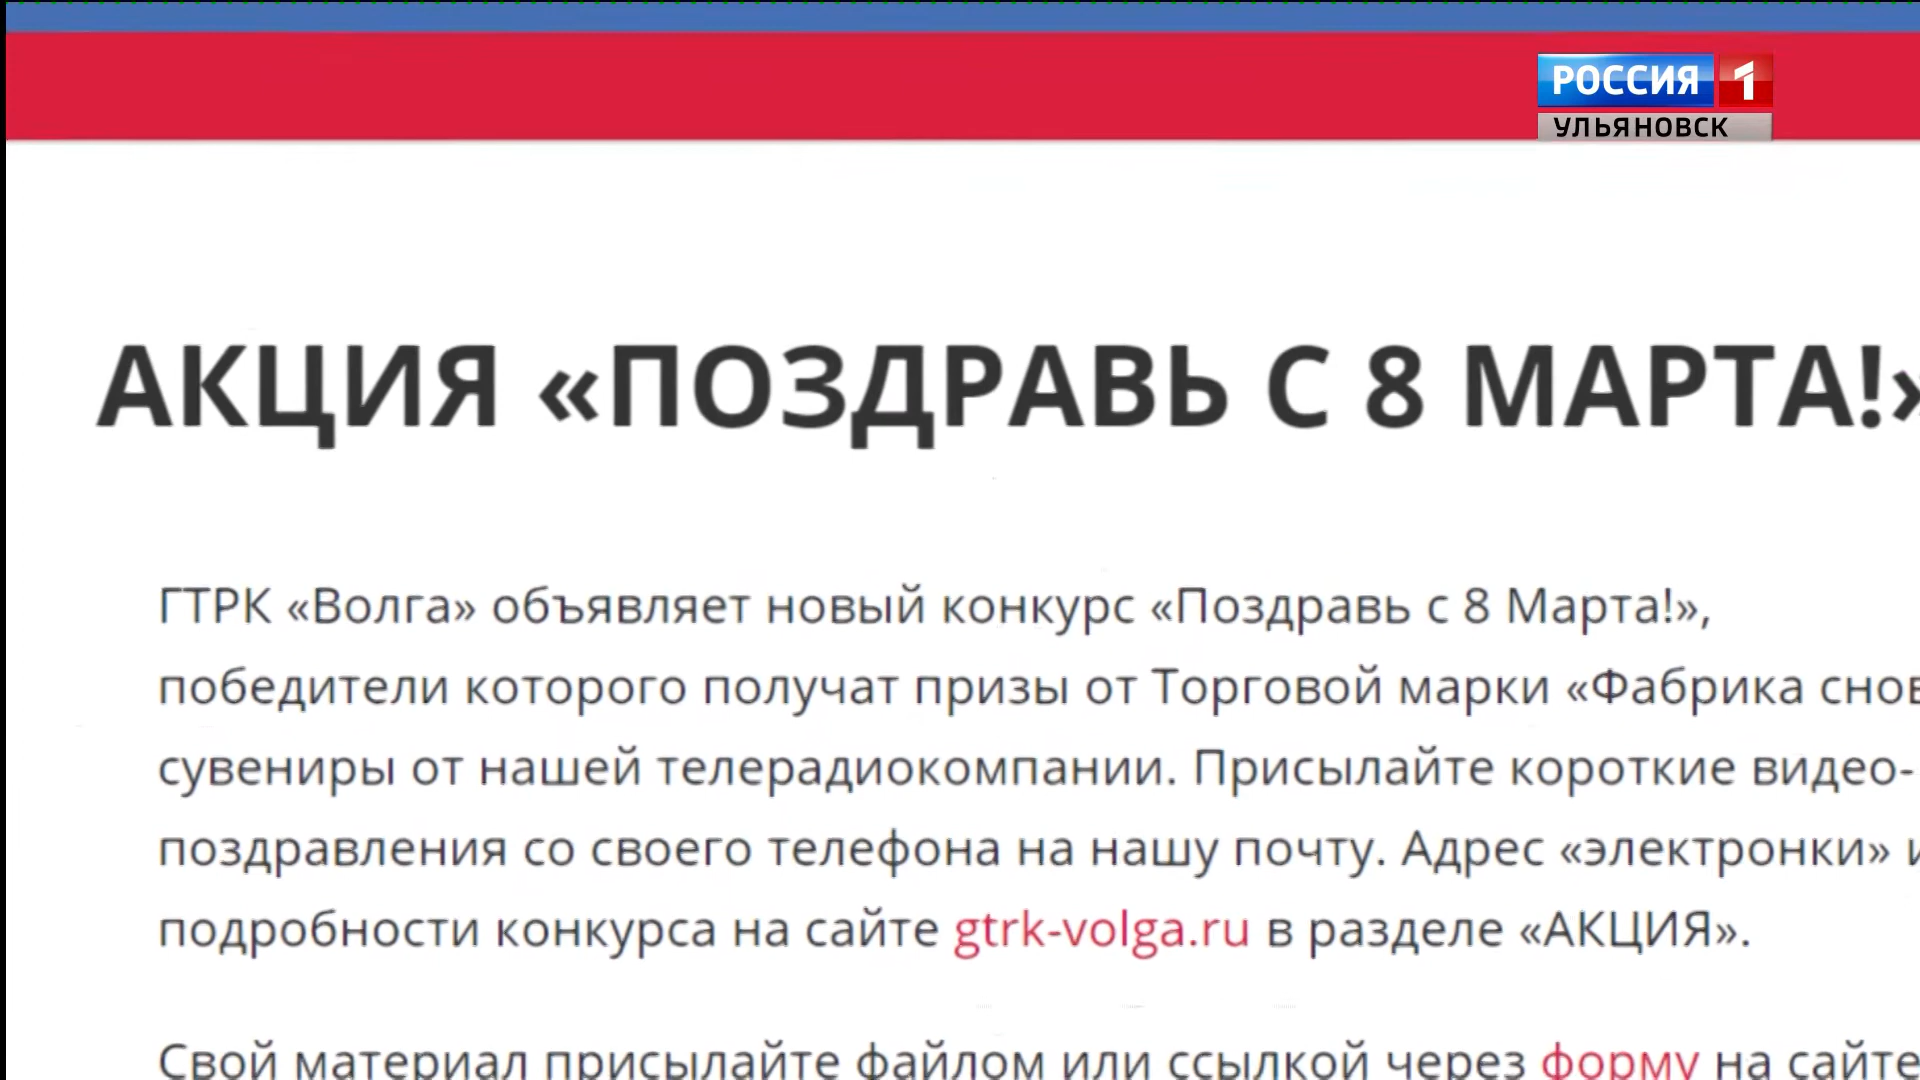 РОССИЯ 1
УЛЬЯНОВСК
АКЦИЯ «ПОЗДРАВЬ С 8 МАРТА!»
ГТРК «Волга» объявляет новый конкурс «Поздравь с 8 Марта!»,
победители которого получат призы от Торговой марки «Фабрика снов
сувениры от нашей телерадиокомпании. Присылайте короткие видео-
поздравления со своего телефона на нашу почту. Адрес «электронки» и
подробности конкурса на сайте gtrk-volga.ru в разделе «АКЦИЯ».
Свой материал присылайте файлом или ссылкой через форму на сайте